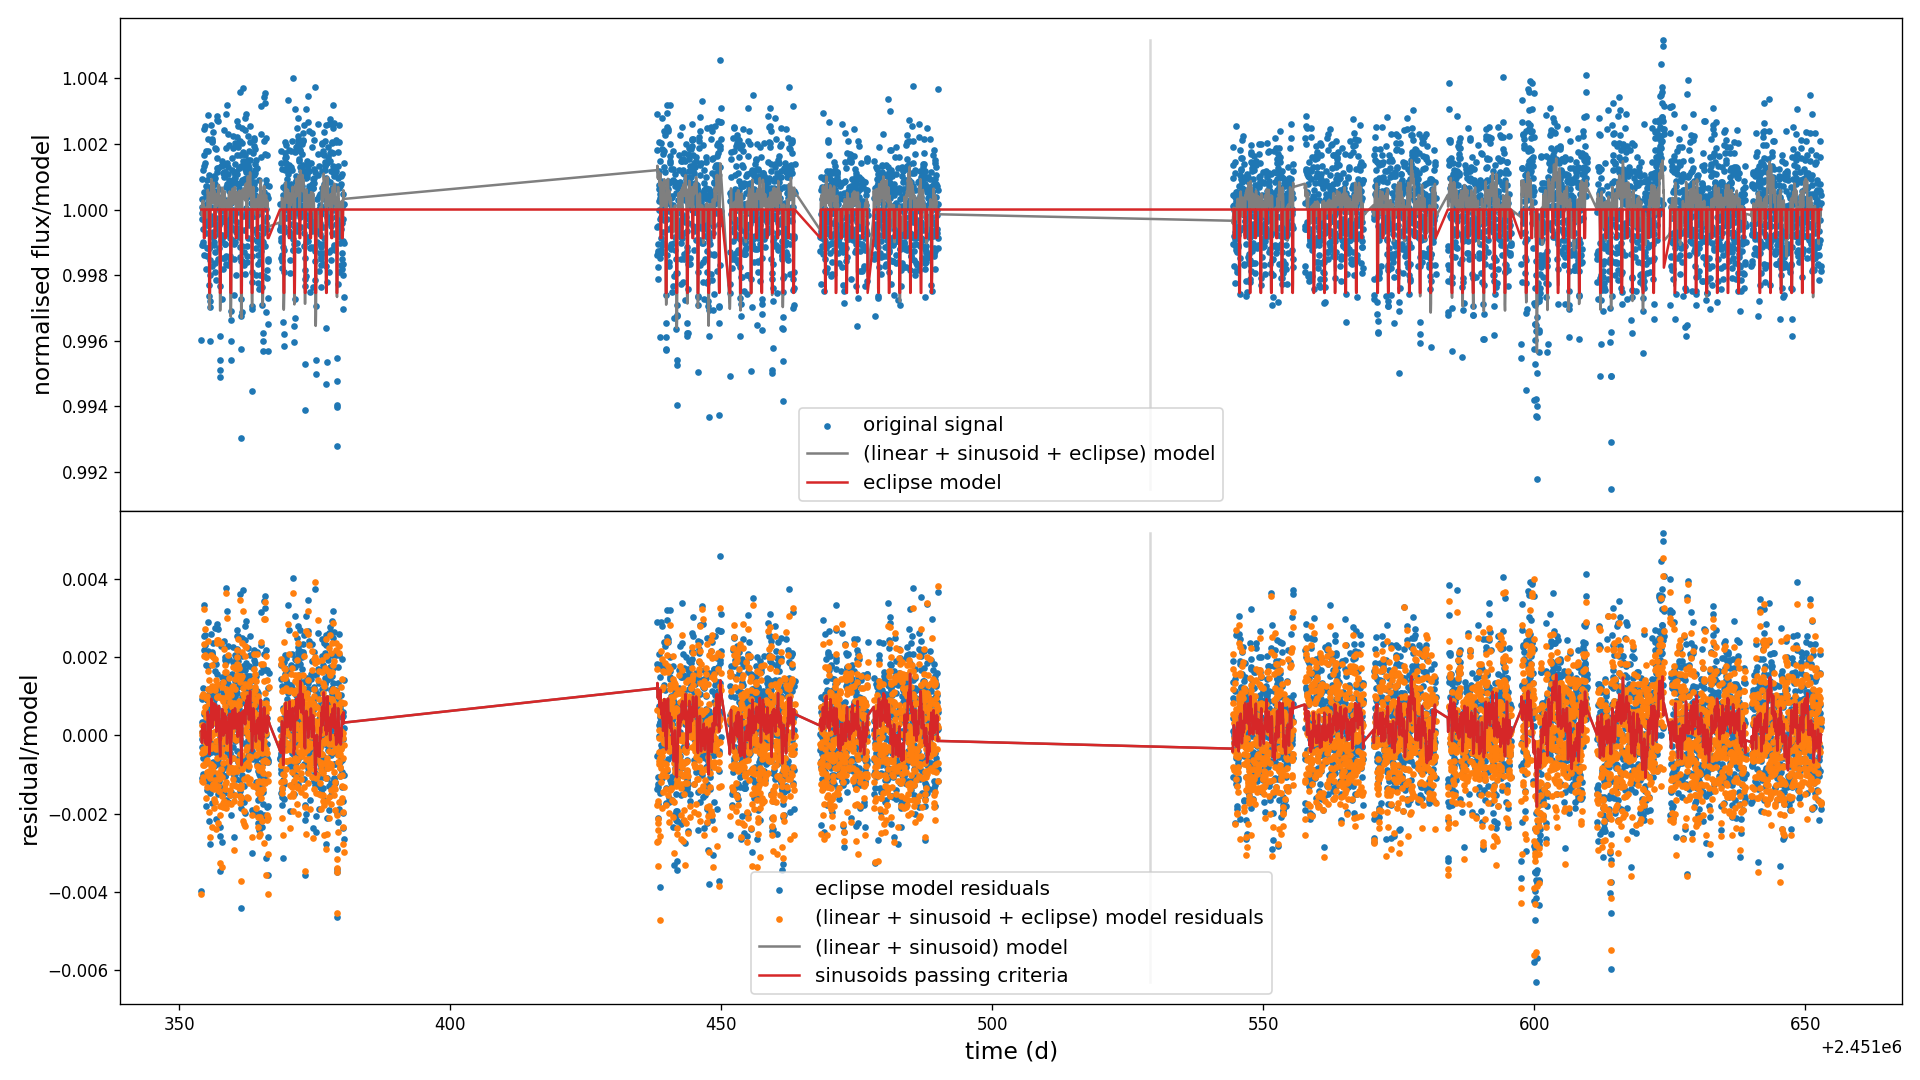 normalised flux/model
1.004
1.002
1.000
0.998
0.996
0.994
0.992
original signal
(linear + sinusoid + eclipse) model
eclipse model
residual/model
0.004
0.002
0.000
−0.002
−0.004
−0.006
eclipse model residuals
(linear + sinusoid + eclipse) model residuals
(linear + sinusoid) model
sinusoids passing criteria
350
400
450
500
550
600
650
time (d)
+2.451e6